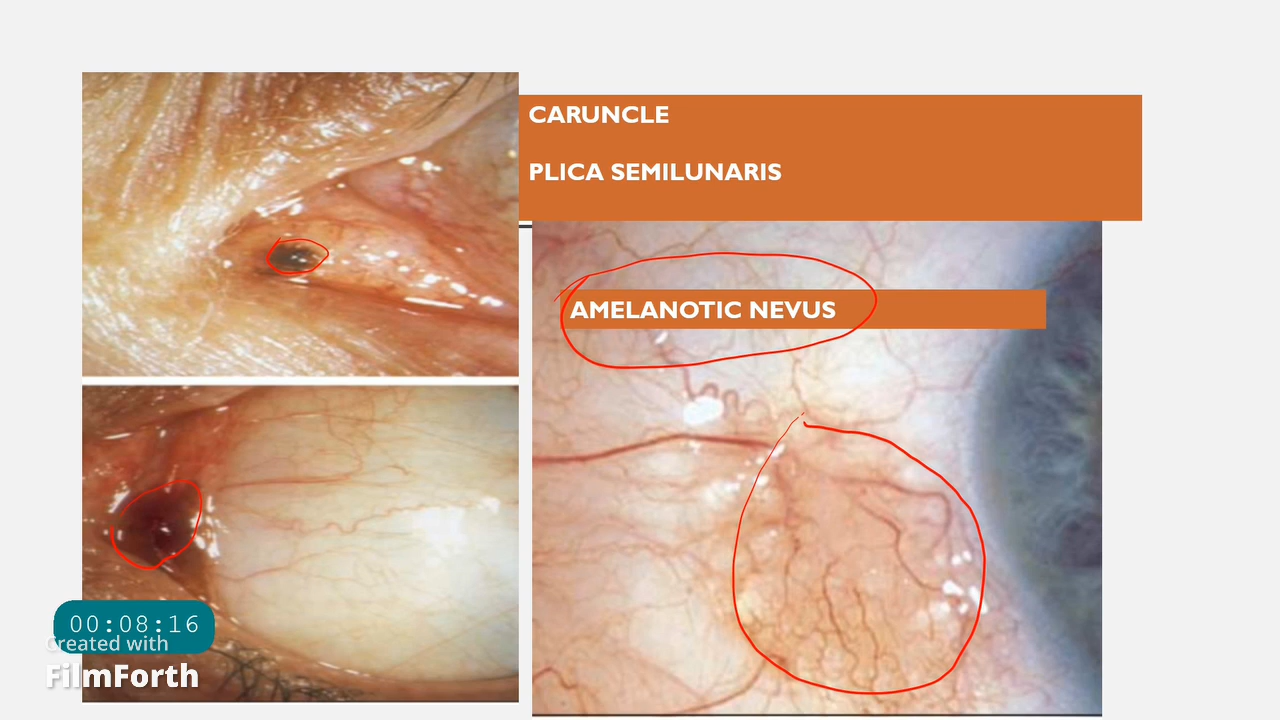 CARUNCLE
PLICA SEMILUNARIS
AMELANOTIC NEVUS
00:08:16
Created with
FilmForth